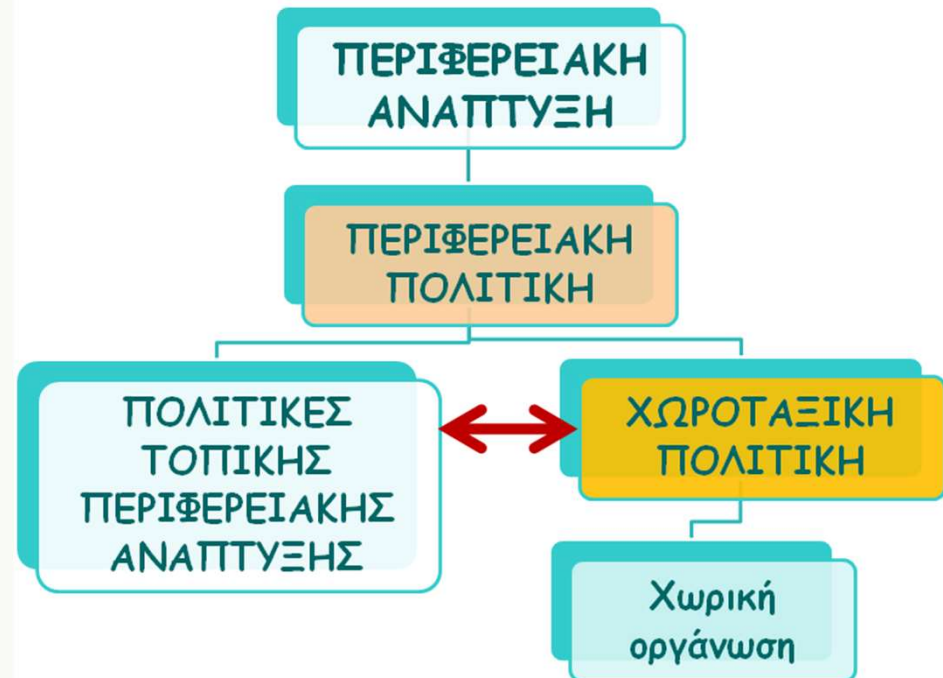 ΠΕΡΙΦΕΡΕΙΑΚΗ
ΑΝΑΠΤΥΞΗ
ΠΕΡΙΦΕΡΕΙΑΚΗ
ΠΟΛΙΤΙΚΗ
ΠΟΛΙΤΙΚΕΣ
ΤΟΠΙΚΗΣ
ΠΕΡΙΦΕΡΕΙΑΚΗΣ
ΑΝΑΠΤΥΞΗΣ
ΧΩΡΟΤΑΞΙΚΗ
ΠΟΛΙΤΙΚΗ
Χωρική
οργάνωση